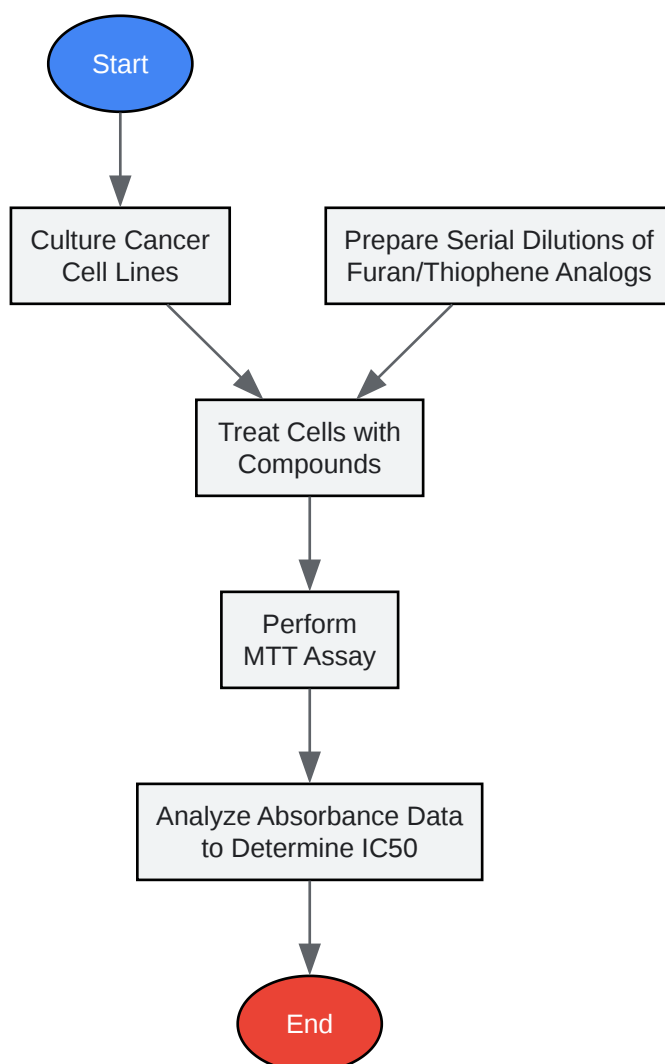 Start
Culture Cancer
Cell Lines
Prepare Serial Dilutions of
Furan/Thiophene Analogs
Treat Cells with
Compounds
Perform
MTT Assay
Analyze Absorbance Data
to Determine IC50
End